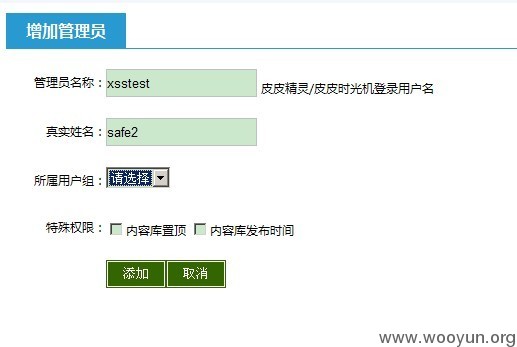 增加管理员
管理员名称：xsstest 皮皮精灵/皮皮时光机登录用户名
真实姓名：safe2
所属用户组：请选择
特殊权限：内容库置顶 内容库发布时间
添加 取消
www.wooyun.org